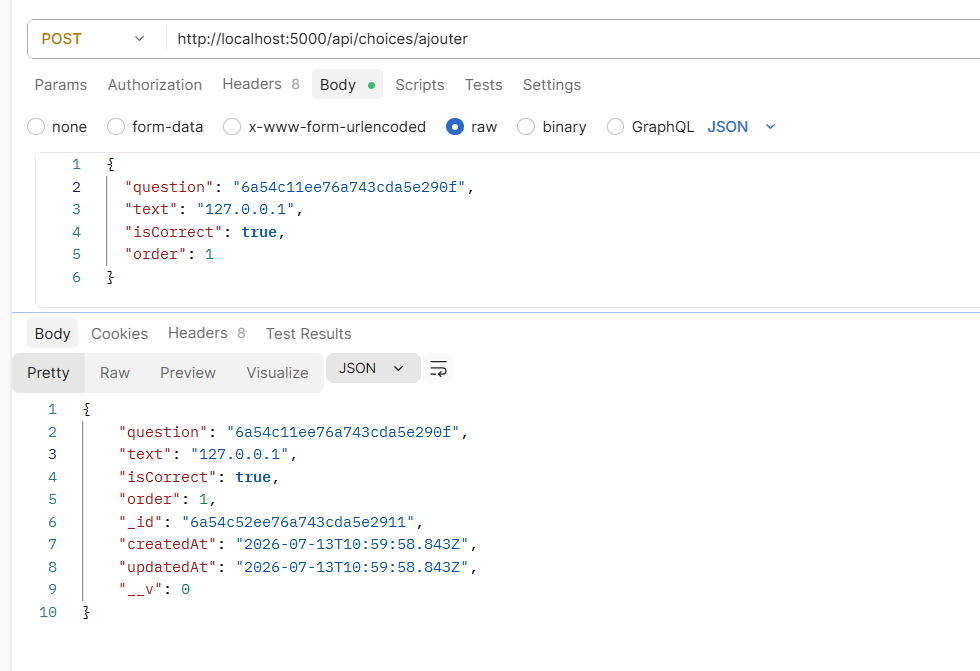 POST http://localhost:5000/api/choices/ajouter
Params Authorization Headers 8 Body Scripts Tests Settings
none form-data x-www-form-urlencoded raw binary GraphQL JSON
1 {
2 "question": "6a54c11ee76a743cda5e290f",
3 "text": "127.0.0.1",
4 "isCorrect": true,
5 "order": 1
6 }
Body Cookies Headers 8 Test Results
Pretty Raw Preview Visualize JSON
1 {
2 "question": "6a54c11ee76a743cda5e290f",
3 "text": "127.0.0.1",
4 "isCorrect": true,
5 "order": 1,
6 "_id": "6a54c52ee76a743cda5e2911",
7 "createdAt": "2026-07-13T10:59:58.843Z",
8 "updatedAt": "2026-07-13T10:59:58.843Z",
9 "__v": 0
10 }